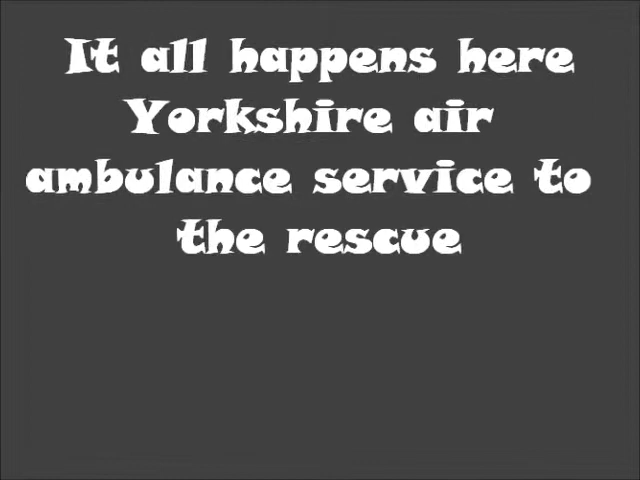 It all happens here
Yorkshire air
ambulance service to
the rescue